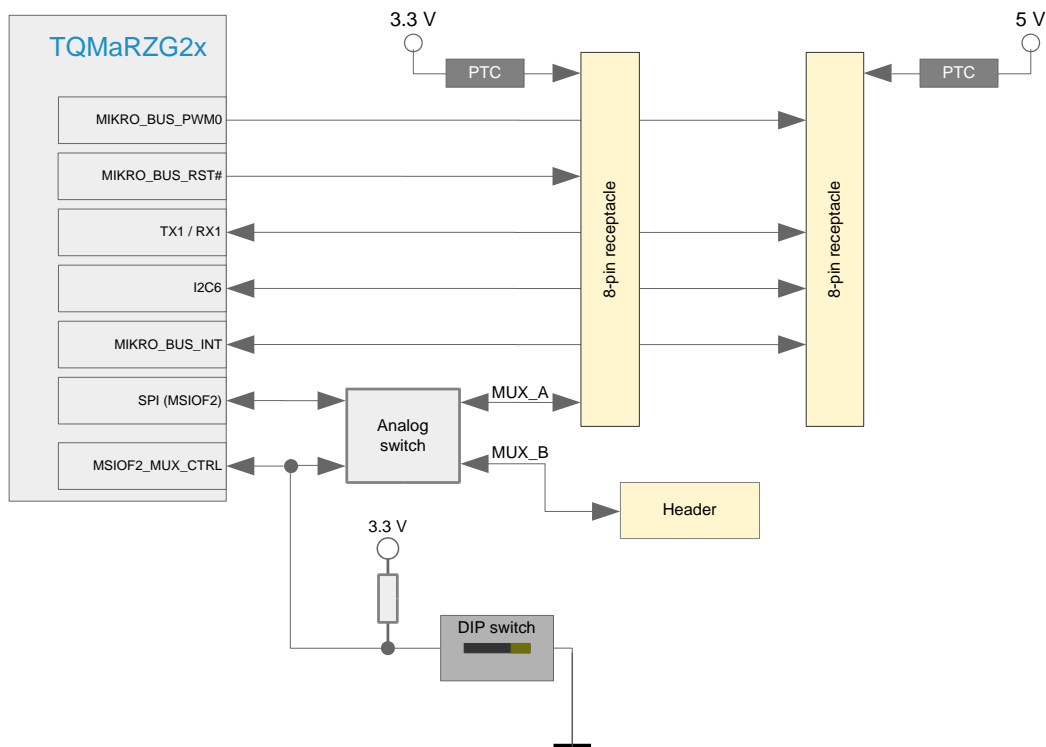 3.3 V
5 V
TQMaRZG2x
PTC
PTC
MIKRO_BUS_PWM0
MIKRO_BUS_RST#
TX1 / RX1
8-pin receptacle
8-pin receptacle
I2C6
MIKRO_BUS_INT
SPI (MSIOF2)
MUX_A
Analog
switch
MUX_B
MSIOF2_MUX_CTRL
Header
3.3 V
DIP switch